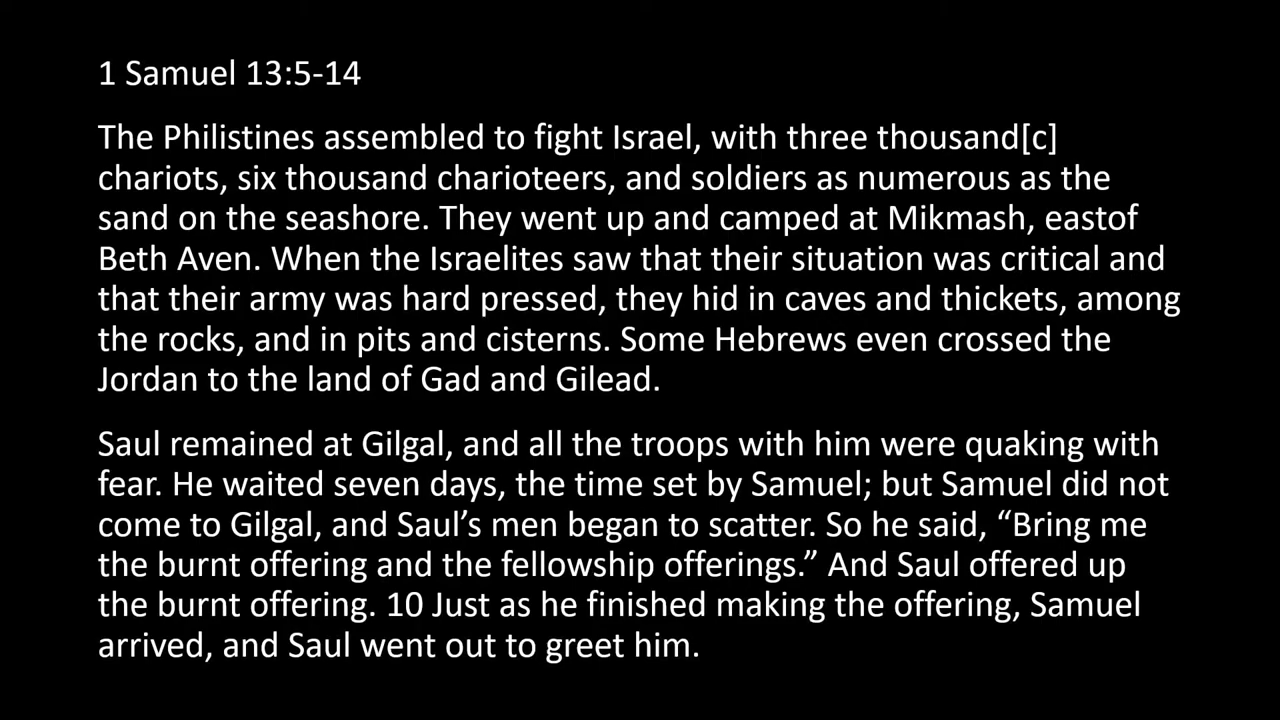 1 Samuel 13:5-14
The Philistines assembled to fight Israel, with three thousand[c]
chariots, six thousand charioteers, and soldiers as numerous as the
sand on the seashore. They went up and camped at Mikmash, eastof
Beth Aven. When the Israelites saw that their situation was critical and
that their army was hard pressed, they hid in caves and thickets, among
the rocks, and in pits and cisterns. Some Hebrews even crossed the
Jordan to the land of Gad and Gilead.
Saul remained at Gilgal, and all the troops with him were quaking with
fear. He waited seven days, the time set by Samuel; but Samuel did not
come to Gilgal, and Saul’s men began to scatter. So he said, “Bring me
the burnt offering and the fellowship offerings.” And Saul offered up
the burnt offering. 10 Just as he finished making the offering, Samuel
arrived, and Saul went out to greet him.